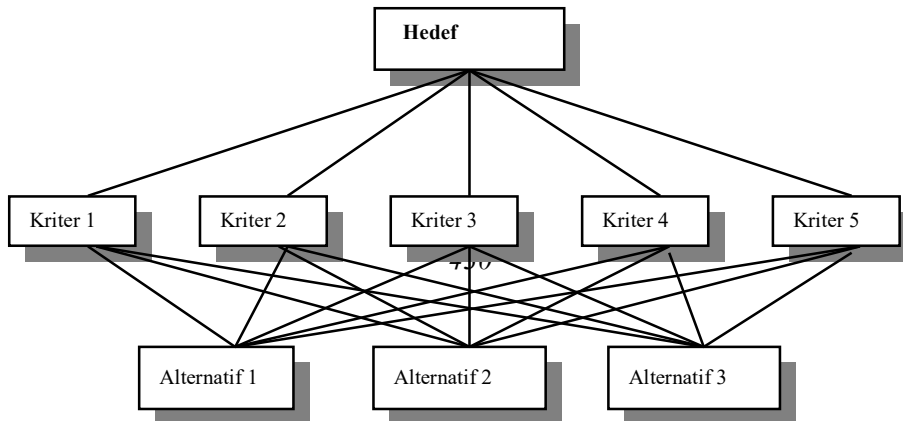 Hedef
Kriter 1
Kriter 2
Kriter 3
Kriter 4
Kriter 5
Alternatif 1
Alternatif 2
Alternatif 3